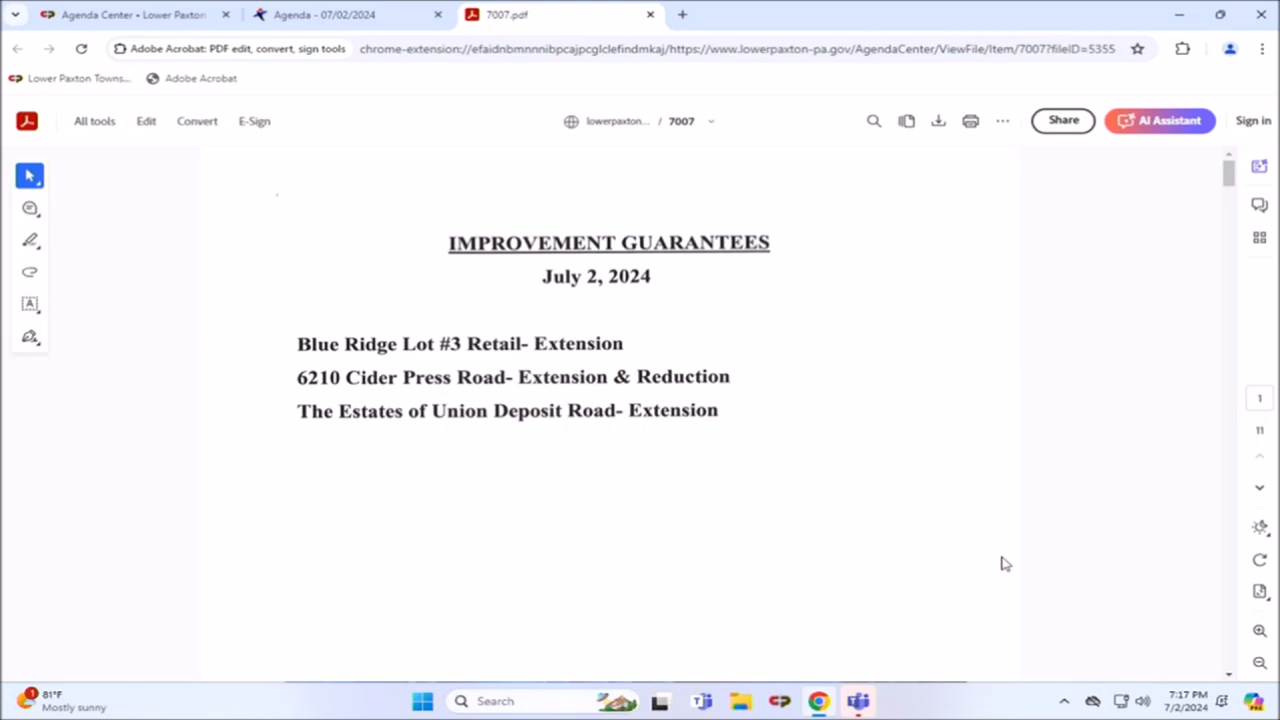 Agenda Center • Lower Paxton
Agenda - 07/02/2024
7007.pdf
Adobe Acrobat: PDF edit, convert, sign tools
chrome-extension://efaidnbmnnnibpcajpcglclefindmkaj/https://www.lowerpaxton-pa.gov/AgendaCenter/ViewFile/Item/7007?fileID=5355
Lower Paxton Towns...
Adobe Acrobat
All tools
Edit
Convert
E-Sign
lowerpaxton... / 7007
Share
AI Assistant
Sign in
IMPROVEMENT GUARANTEES
July 2, 2024
Blue Ridge Lot #3 Retail- Extension
6210 Cider Press Road- Extension & Reduction
The Estates of Union Deposit Road- Extension
1
11
1
81°F
Mostly sunny
Search
7:17 PM
7/2/2024